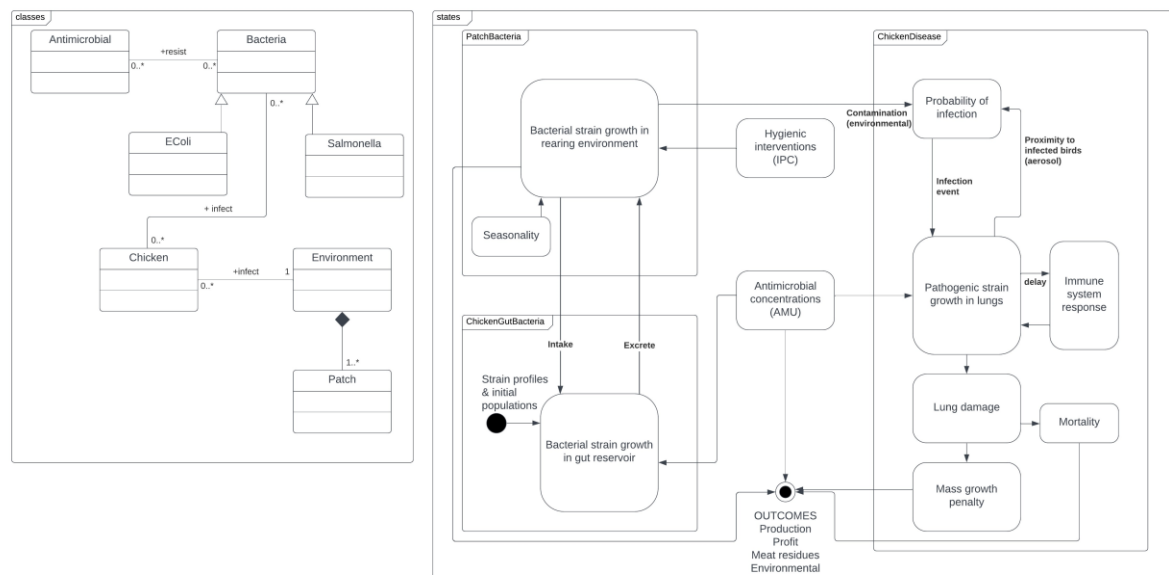 classes
Antimicrobial
+resist
0..*
0..*
Bacteria
0..*
EColi
Salmonella
+ infect
0..*
Chicken
+infect
0..*
1
Environment
1..*
Patch
states
PatchBacteria
Bacterial strain growth in
rearing environment
Seasonality
Hygienic
interventions
(IPC)
Contamination
(environmental)
ChickenDisease
Probability of
infection
Proximity to
infected birds
(aerosol)
Infection
event
Antimicrobial
concentrations
(AMU)
Pathogenic strain
growth in lungs
delay
Immune
system
response
ChickenGutBacteria
Intake
Excrete
Strain profiles
& initial
populations
Bacterial strain growth
in gut reservoir
Lung damage
Mortality
Mass growth
penalty
OUTCOMES
Production
Profit
Meat residues
Environmental